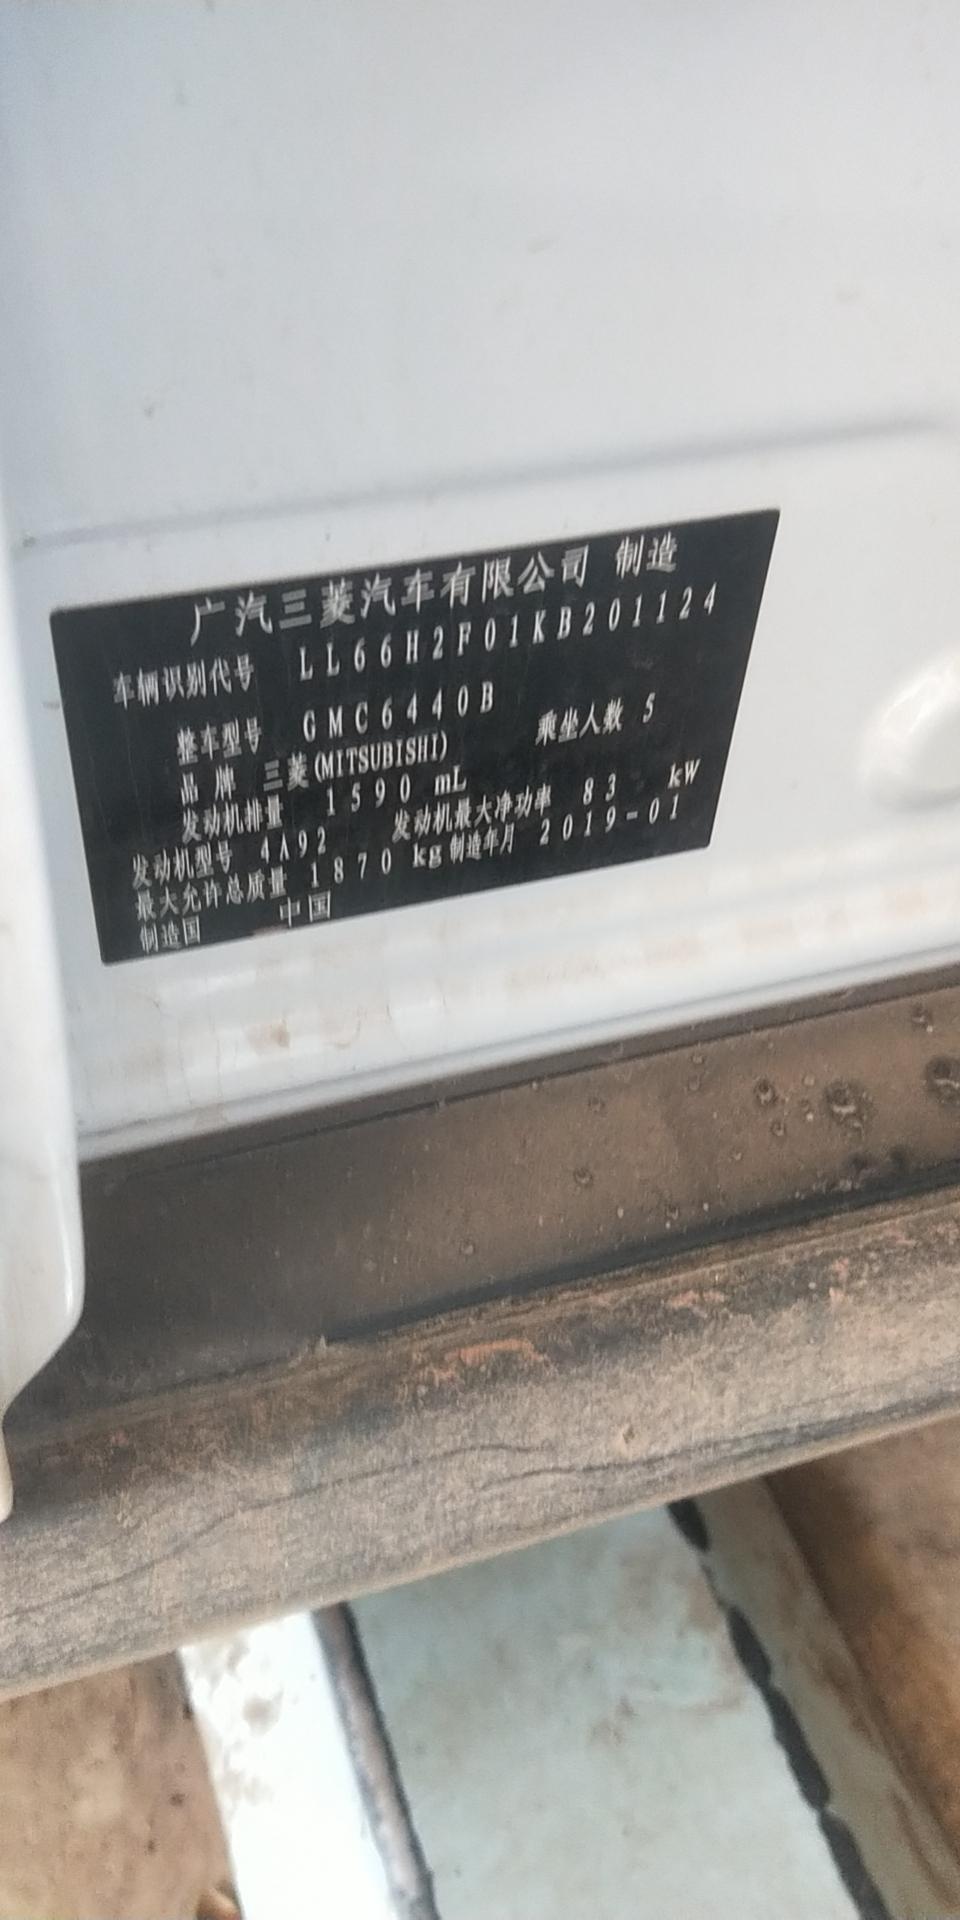 广汽三菱汽车有限公司 制造
车辆识别代号 LL66H2F01KB201124
整车型号 GMC6440B
品牌 三菱(MITSUBISHI) 乘坐人数 5
发动机排量 1590 mL
发动机型号 4A92 发动机最大净功率 83 kW
最大允许总质量 1870 kg 制造年月 2019-01
制造国 中国